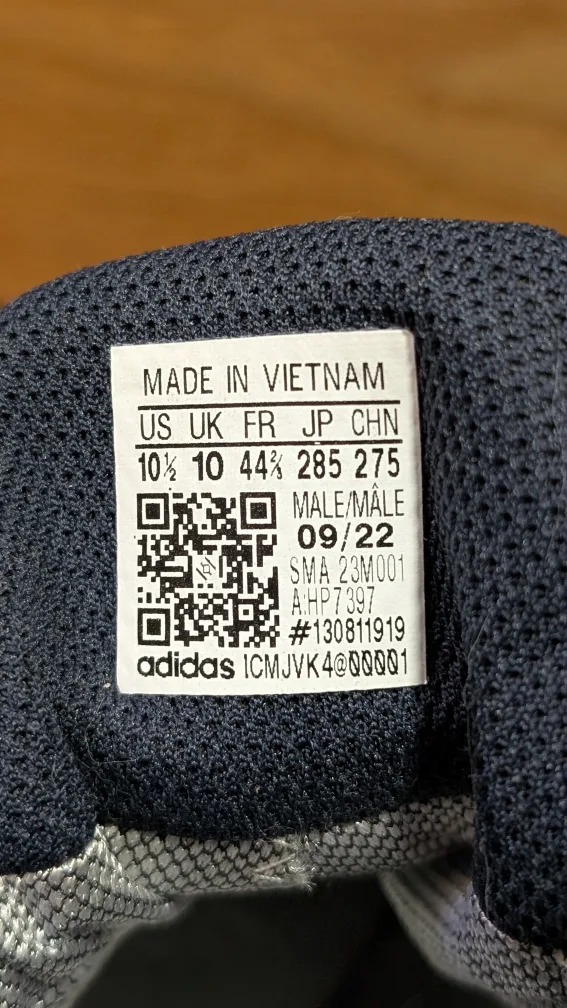 MADE IN VIETNAM
US UK FR JP CHN
10½ 10 44⅔ 285 275
MALE/MÂLE
09/22
SMA 23M001
A:HP7397
#130811919
adidas 1CMJVK4@00001